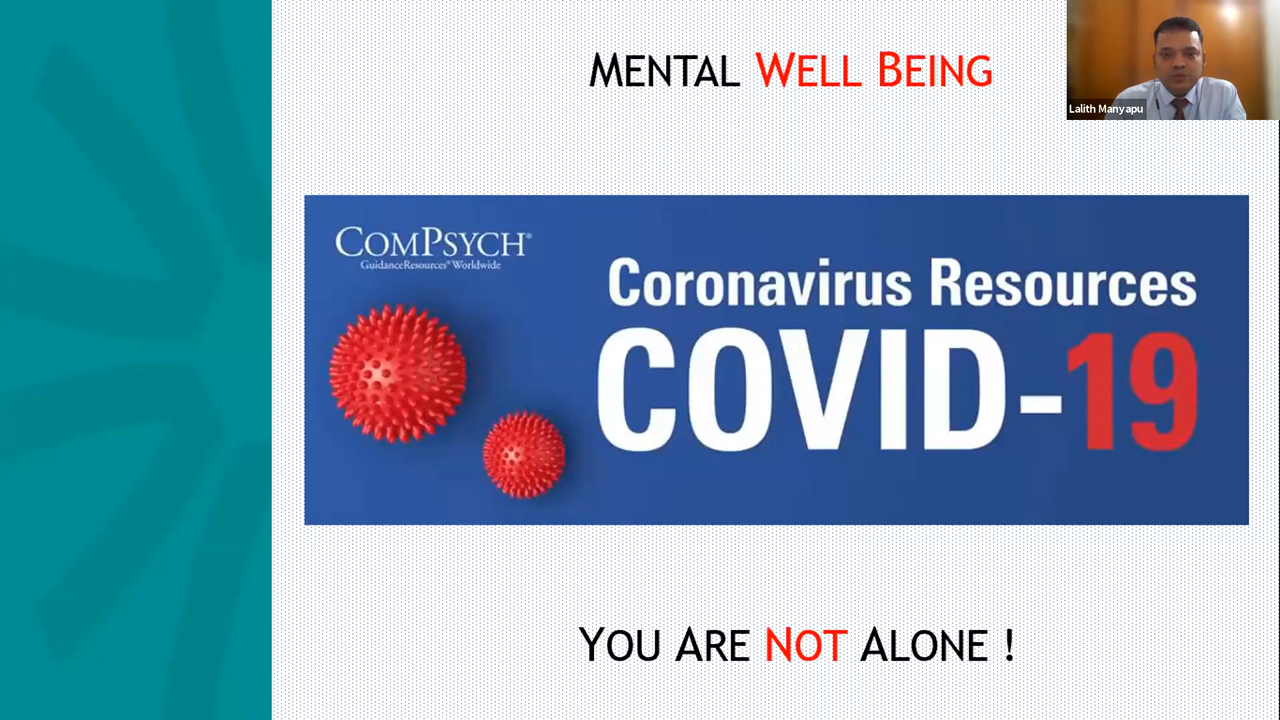 MENTAL WELL BEING
Lalith Manyapu
COMPSYCH®
GuidanceResources® Worldwide
Coronavirus Resources
COVID-19
YOU ARE NOT ALONE !